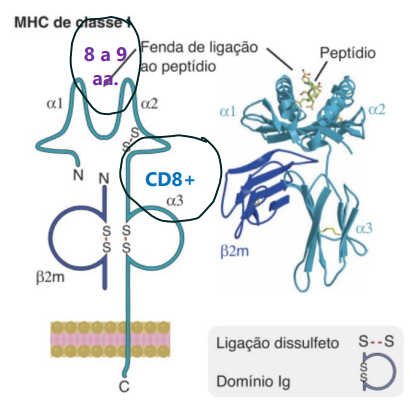 MHC de classe I
8 a 9
aa.
Fenda de ligação
ao peptídio
Peptídio
α1
α2
α1
α2
S
S
N
N
CD8+
α3
S S
S S
β2m
β2m
α3
C
Ligação dissulfeto S--S
Domínio Ig S
S